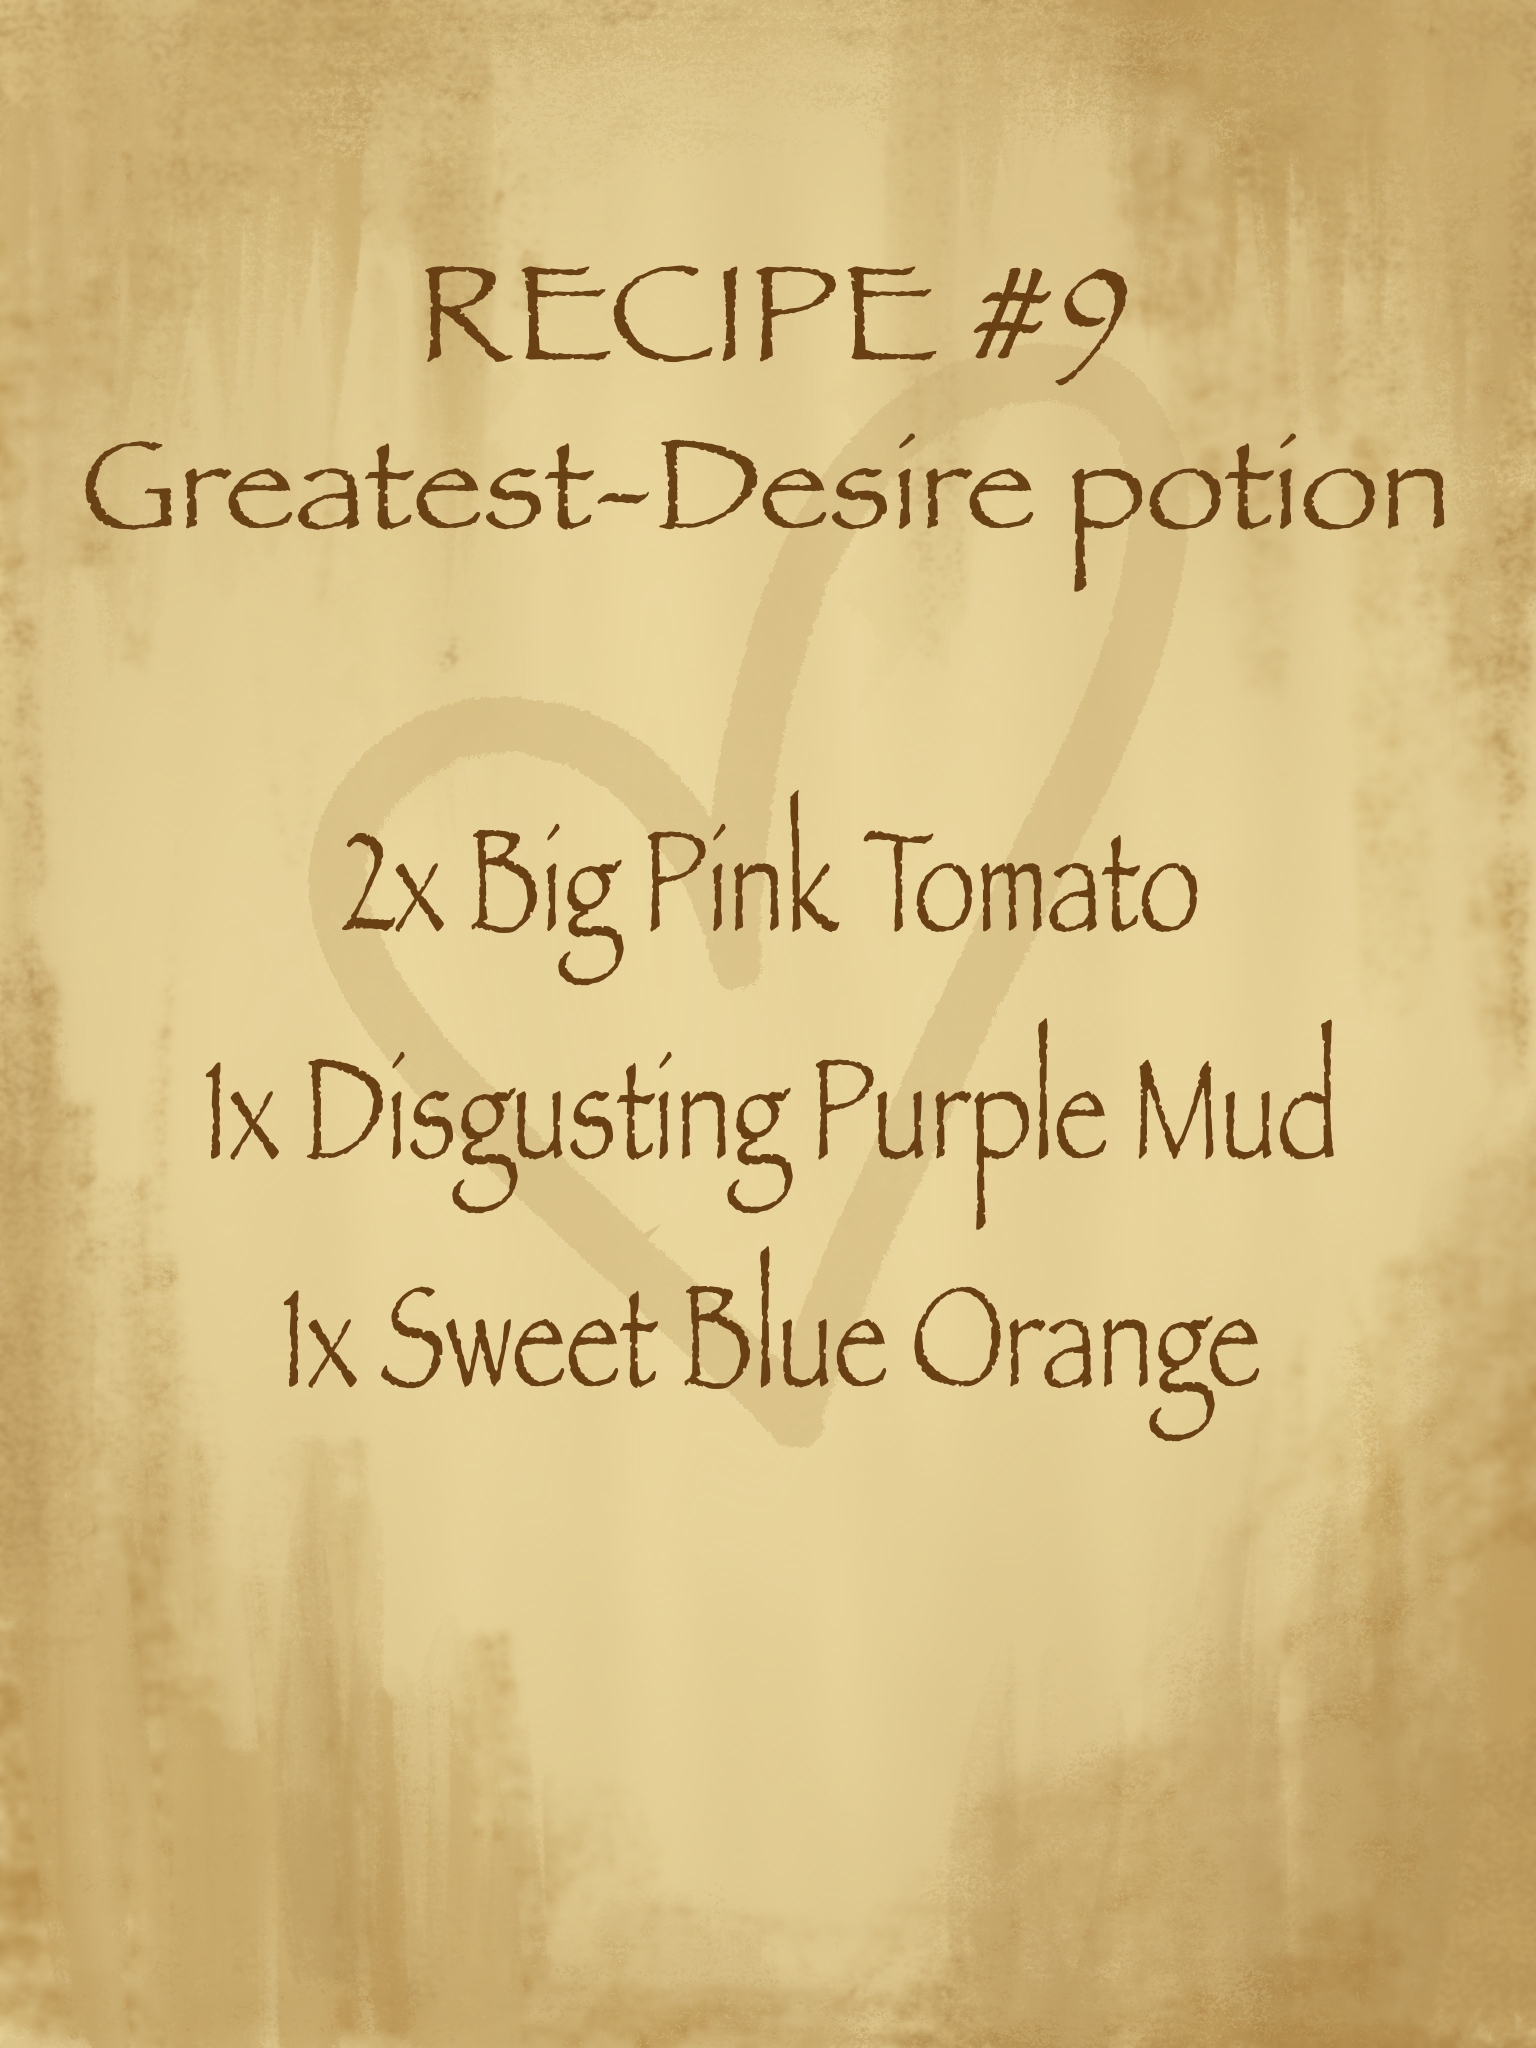 RECIPE #9
Greatest-Desire potion
2x Big Pink Tomato
1x Disgusting Purple Mud
1x Sweet Blue Orange